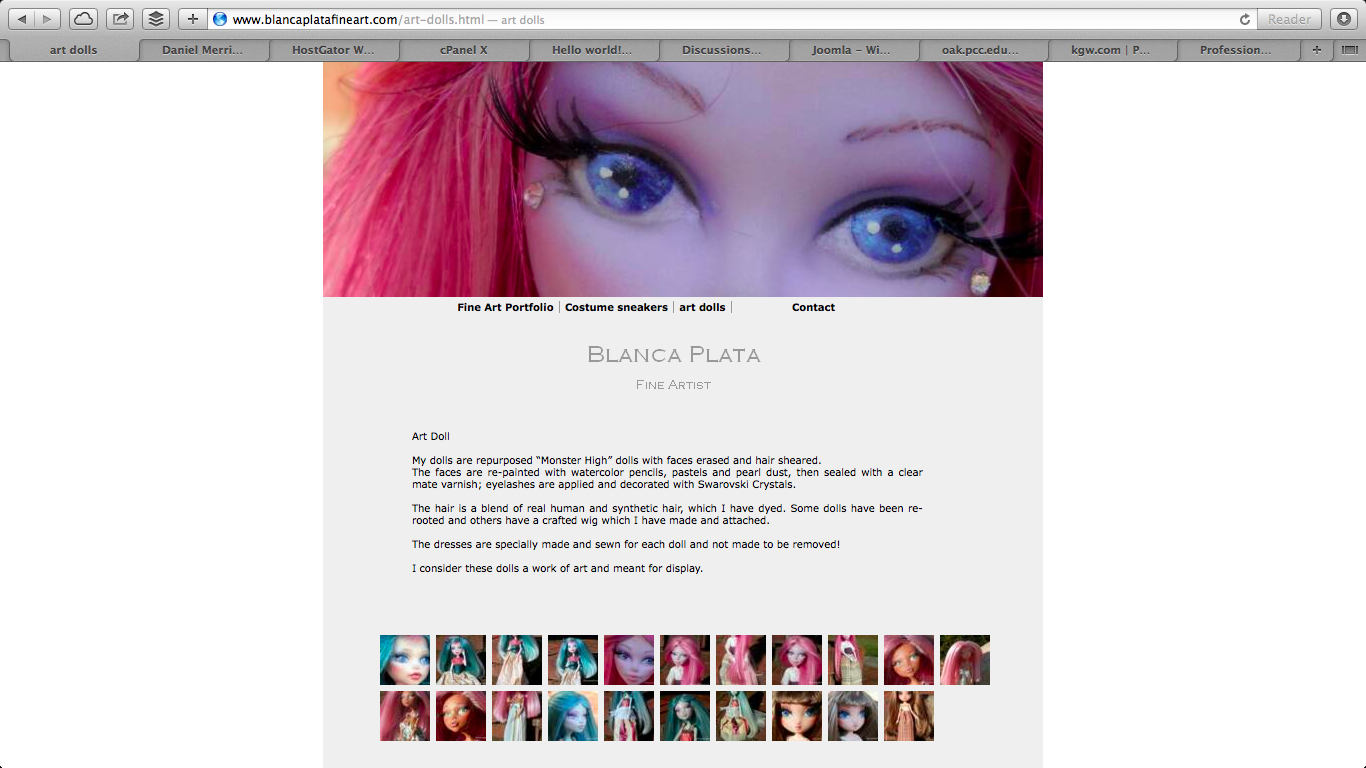 www.blancaplatafineart.com/art-dolls.html — art dolls
Reader
art dolls
Daniel Merri...
HostGator W...
cPanel X
Hello world!...
Discussions...
Joomla – Wi...
oak.pcc.edu...
kgw.com | P...
Profession...
Fine Art Portfolio
Costume sneakers
art dolls
Contact
Blanca Plata
Fine Artist
Art Doll
My dolls are repurposed “Monster High” dolls with faces erased and hair sheared.
The faces are re-painted with watercolor pencils, pastels and pearl dust, then sealed with a clear
mate varnish; eyelashes are applied and decorated with Swarovski Crystals.
The hair is a blend of real human and synthetic hair, which I have dyed. Some dolls have been re-
rooted and others have a crafted wig which I have made and attached.
The dresses are specially made and sewn for each doll and not made to be removed!
I consider these dolls a work of art and meant for display.